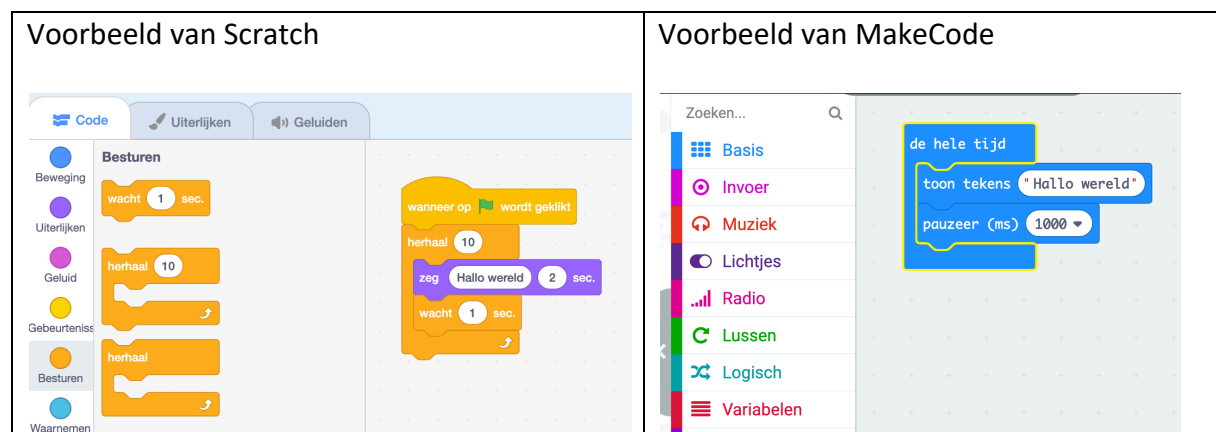 Voorbeeld van Scratch
Code
Uiterlijken
Geluiden
Beweging
Uiterlijken
Geluid
Gebeurteniss
Besturen
Waarnemen
Besturen
wacht 1 sec.
herhaal 10
herhaal
wanneer op wordt geklikt
herhaal 10
zeg Hallo wereld 2 sec.
wacht 1 sec.
Voorbeeld van MakeCode
Zoeken...
Basis
Invoer
Muziek
Lichtjes
Radio
Lussen
Logisch
Variabelen
de hele tijd
toon tekens "Hallo wereld"
pauzeer (ms) 1000